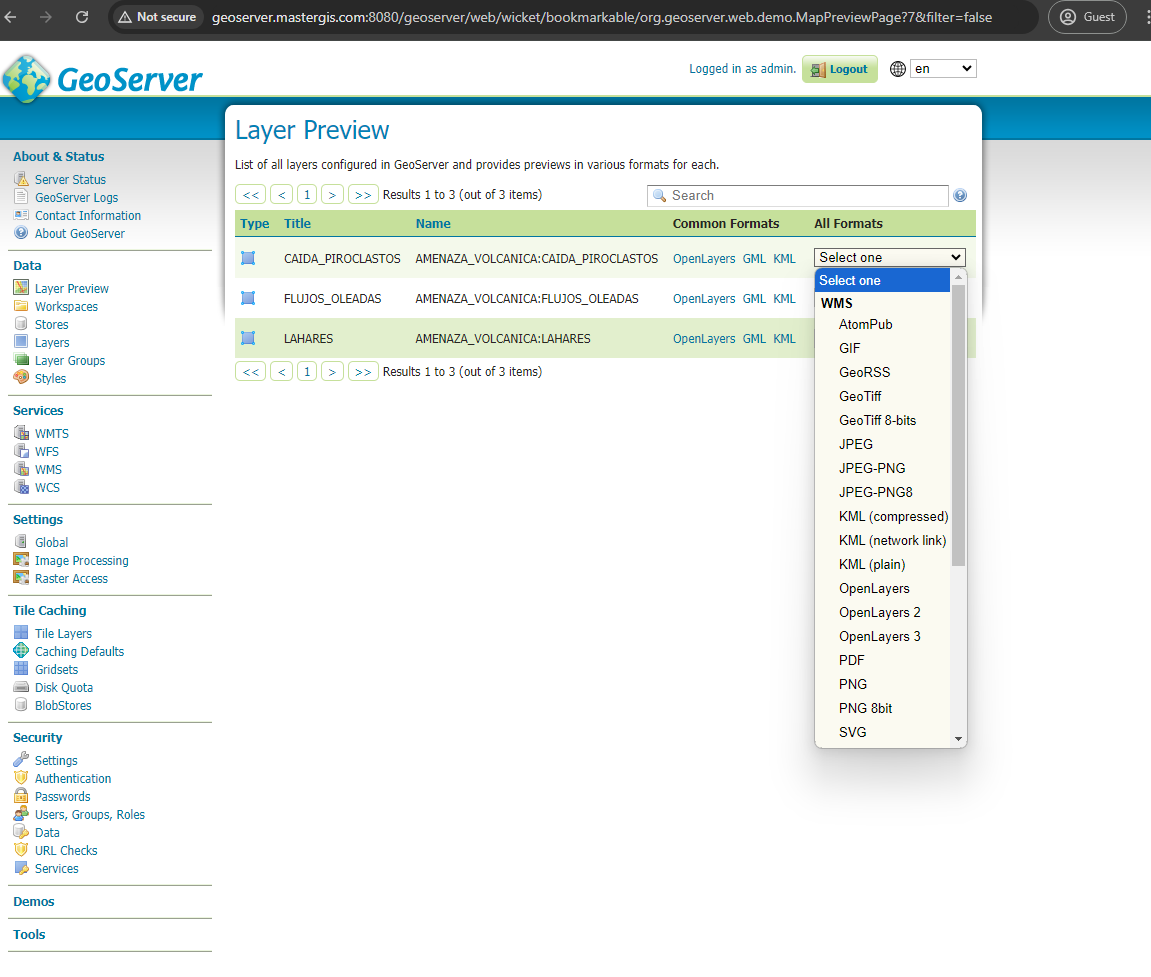 Not secure geoserver.mastergis.com:8080/geoserver/web/wicket/bookmarkable/org.geoserver.web.demo.MapPreviewPage?7&filter=false Guest
GeoServer
Logged in as admin. Logout en
Layer Preview
List of all layers configured in GeoServer and provides previews in various formats for each.
<< < 1 > >> Results 1 to 3 (out of 3 items) Search
Type Title Name Common Formats All Formats
CAIDA_PIROCLASTOS AMENAZA_VOLCANICA:CAIDA_PIROCLASTOS OpenLayers GML KML Select one
FLUJOS_OLEADAS AMENAZA_VOLCANICA:FLUJOS_OLEADAS OpenLayers GML KML
LAHARES AMENAZA_VOLCANICA:LAHARES OpenLayers GML KML
<< < 1 > >> Results 1 to 3 (out of 3 items)
Select one
WMS
AtomPub
GIF
GeoRSS
GeoTiff
GeoTiff 8-bits
JPEG
JPEG-PNG
JPEG-PNG8
KML (compressed)
KML (network link)
KML (plain)
OpenLayers
OpenLayers 2
OpenLayers 3
PDF
PNG
PNG 8bit
SVG
About & Status
Server Status
GeoServer Logs
Contact Information
About GeoServer
Data
Layer Preview
Workspaces
Stores
Layers
Layer Groups
Styles
Services
WMTS
WFS
WMS
WCS
Settings
Global
Image Processing
Raster Access
Tile Caching
Tile Layers
Caching Defaults
Gridsets
Disk Quota
BlobStores
Security
Settings
Authentication
Passwords
Users, Groups, Roles
Data
URL Checks
Services
Demos
Tools